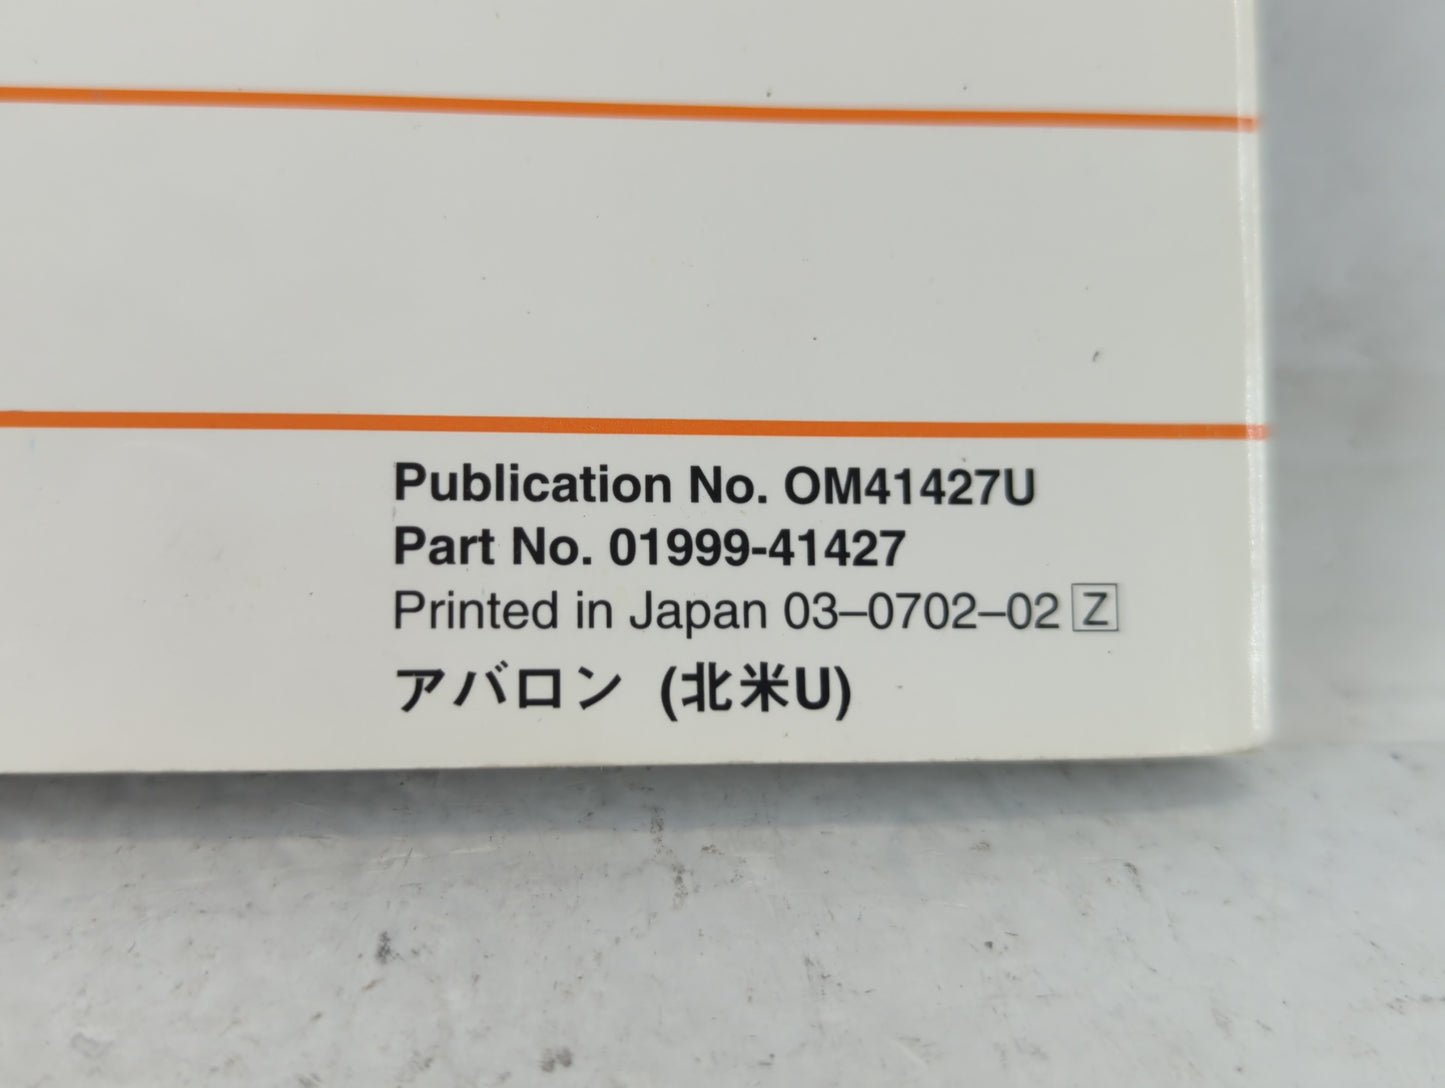 Publication No. OM41427U
Part No. 01999-41427
Printed in Japan 03–0702–02 Z
アバロン (北米U)